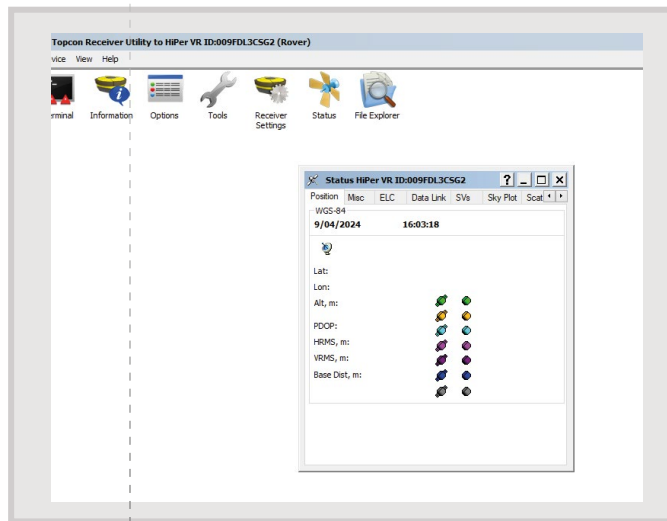 Topcon Receiver Utility to HiPer VR ID:009FDL3CSG2 (Rover)
vice View Help
rminal Information Options Tools Receiver Settings Status File Explorer
Status HiPer VR ID:009FDL3CSG2
Position Misc ELC Data Link SVs Sky Plot Scat
WGS-84
9/04/2024 16:03:18
Lat:
Lon:
Alt, m:
PDOP:
HRMS, m:
VRMS, m:
Base Dist, m: